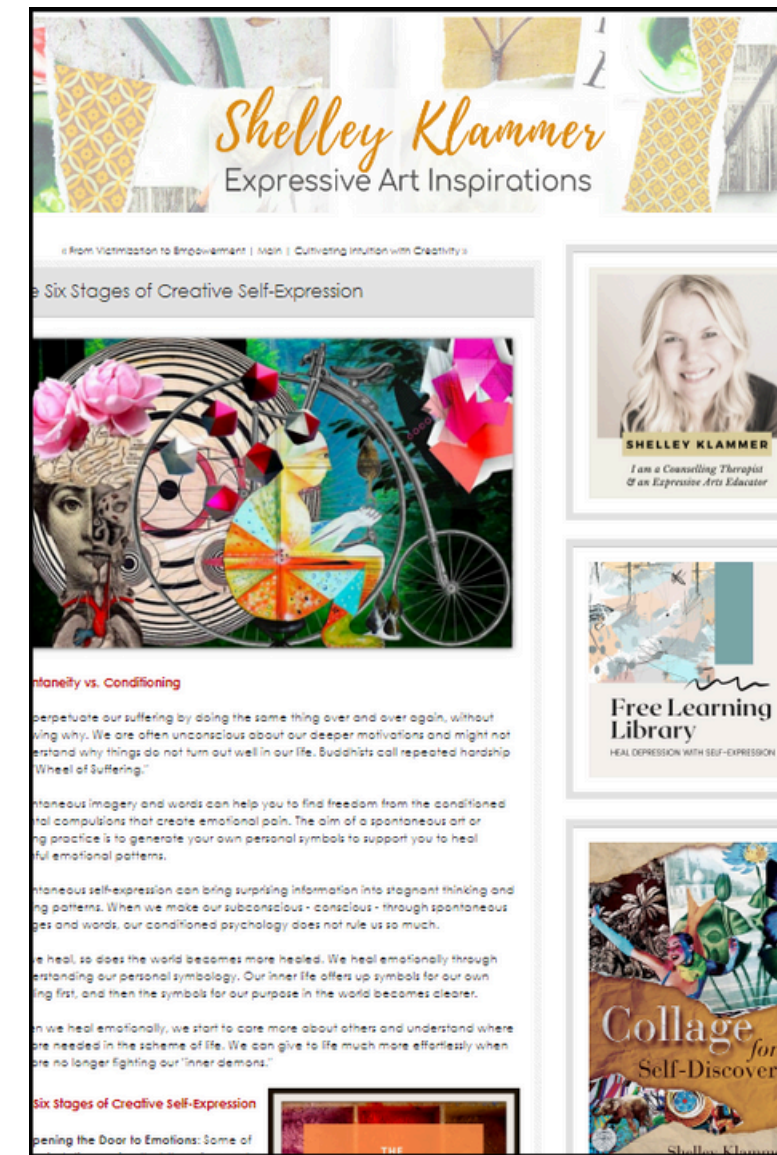 Shelley Klammer
Expressive Art Inspirations
« From Victimization to Empowerment | Main | Cultivating Intuition with Creativity »
e Six Stages of Creative Self-Expression
ntaneity vs. Conditioning
perpetuate our suffering by doing the same thing over and over again, without
wing why. We are often unconscious about our deeper motivations and might not
erstand why things do not turn out well in our life. Buddhists call repeated hardship
"Wheel of Suffering."
ntaneous imagery and words can help you to find freedom from the conditioned
ntal compulsions that create emotional pain. The aim of a spontaneous art or
ng practice is to generate your own personal symbols to support you to heal
ful emotional patterns.
ntaneous self-expression can bring surprising information into stagnant thinking and
ng patterns. When we make our subconscious - conscious - through spontaneous
ges and words, our conditioned psychology does not rule us so much.
we heal, so does the world becomes more healed. We heal emotionally through
erstanding our personal symbology. Our inner life offers up symbols for our own
ling first, and then the symbols for our purpose in the world becomes clearer.
en we heal emotionally, we start to care more about others and understand where
are needed in the scheme of life. We can give to life much more effortlessly when
are no longer fighting our "inner demons."
Six Stages of Creative Self-Expression
pening the Door to Emotions: Some of
THE
SHELLEY KLAMMER
I am a Counselling Therapist
& an Expressive Arts Educator
Free Learning
Library
HEAL DEPRESSION WITH SELF-EXPRESSION
Collage
for
Self-Discover
Shelley Klamm